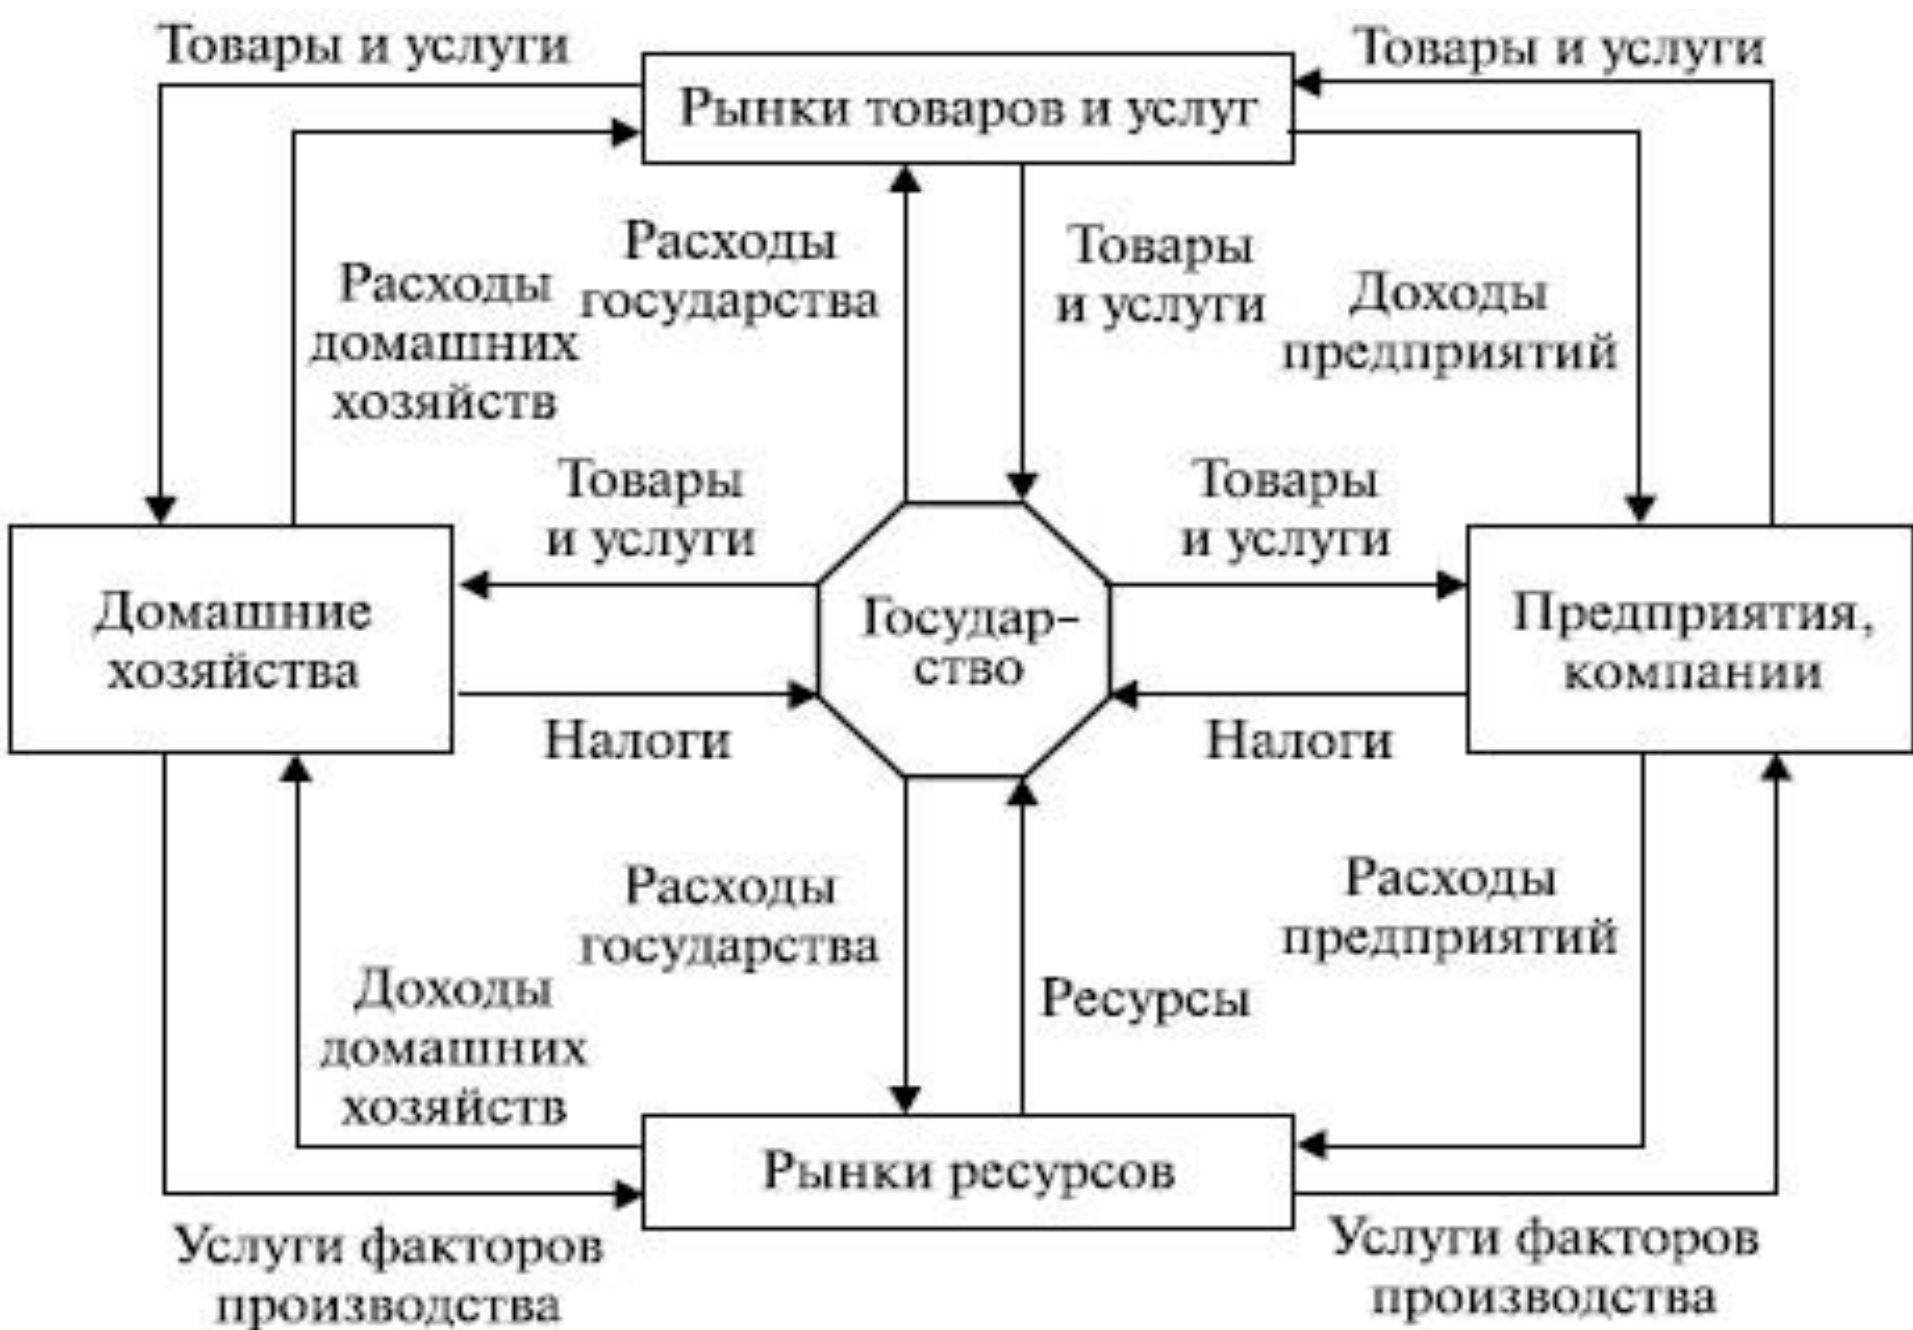 Товары и услуги
Товары и услуги
Рынки товаров и услуг
Расходы
государства
Товары
и услуги
Расходы
домашних
хозяйств
Доходы
предприятий
Товары
и услуги
Товары
и услуги
Домашние
хозяйства
Государ-
ство
Предприятия,
компании
Налоги
Налоги
Расходы
государства
Расходы
предприятий
Доходы
домашних
хозяйств
Ресурсы
Рынки ресурсов
Услуги факторов
производства
Услуги факторов
производства